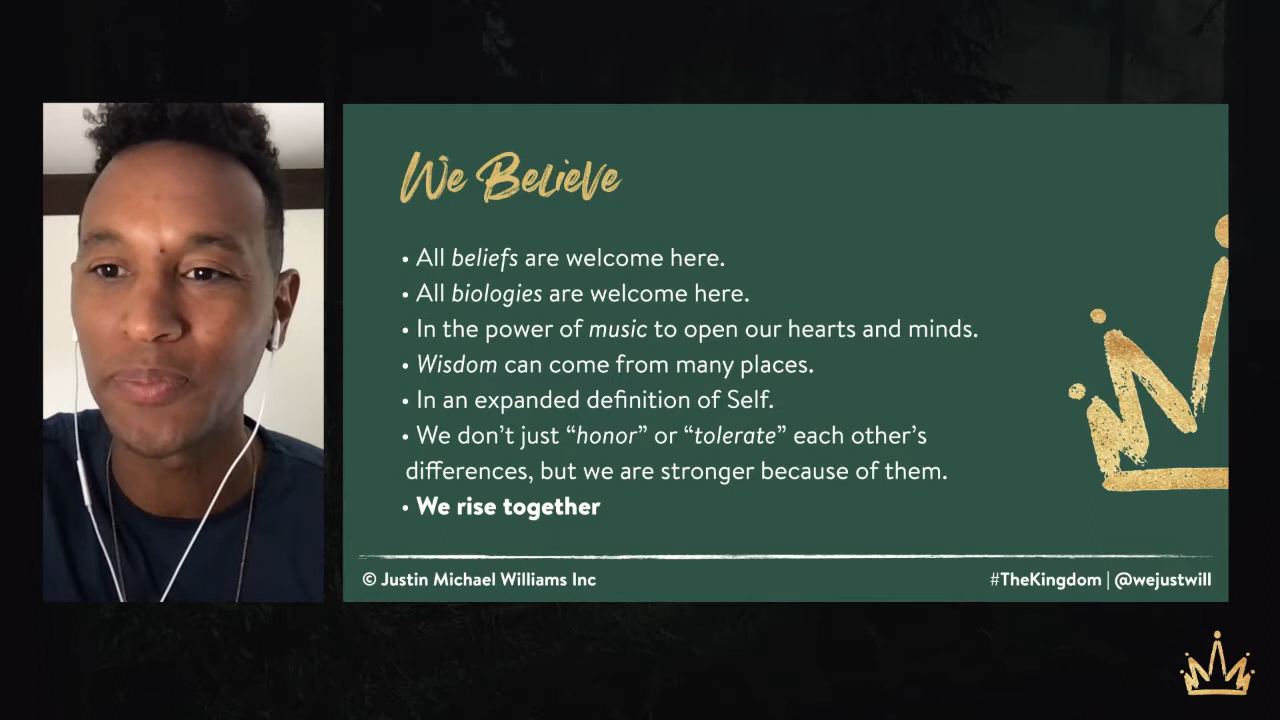 We Believe
• All beliefs are welcome here.
• All biologies are welcome here.
• In the power of music to open our hearts and minds.
• Wisdom can come from many places.
• In an expanded definition of Self.
• We don’t just “honor” or “tolerate” each other’s
differences, but we are stronger because of them.
• We rise together
© Justin Michael Williams Inc
#TheKingdom | @wejustwill